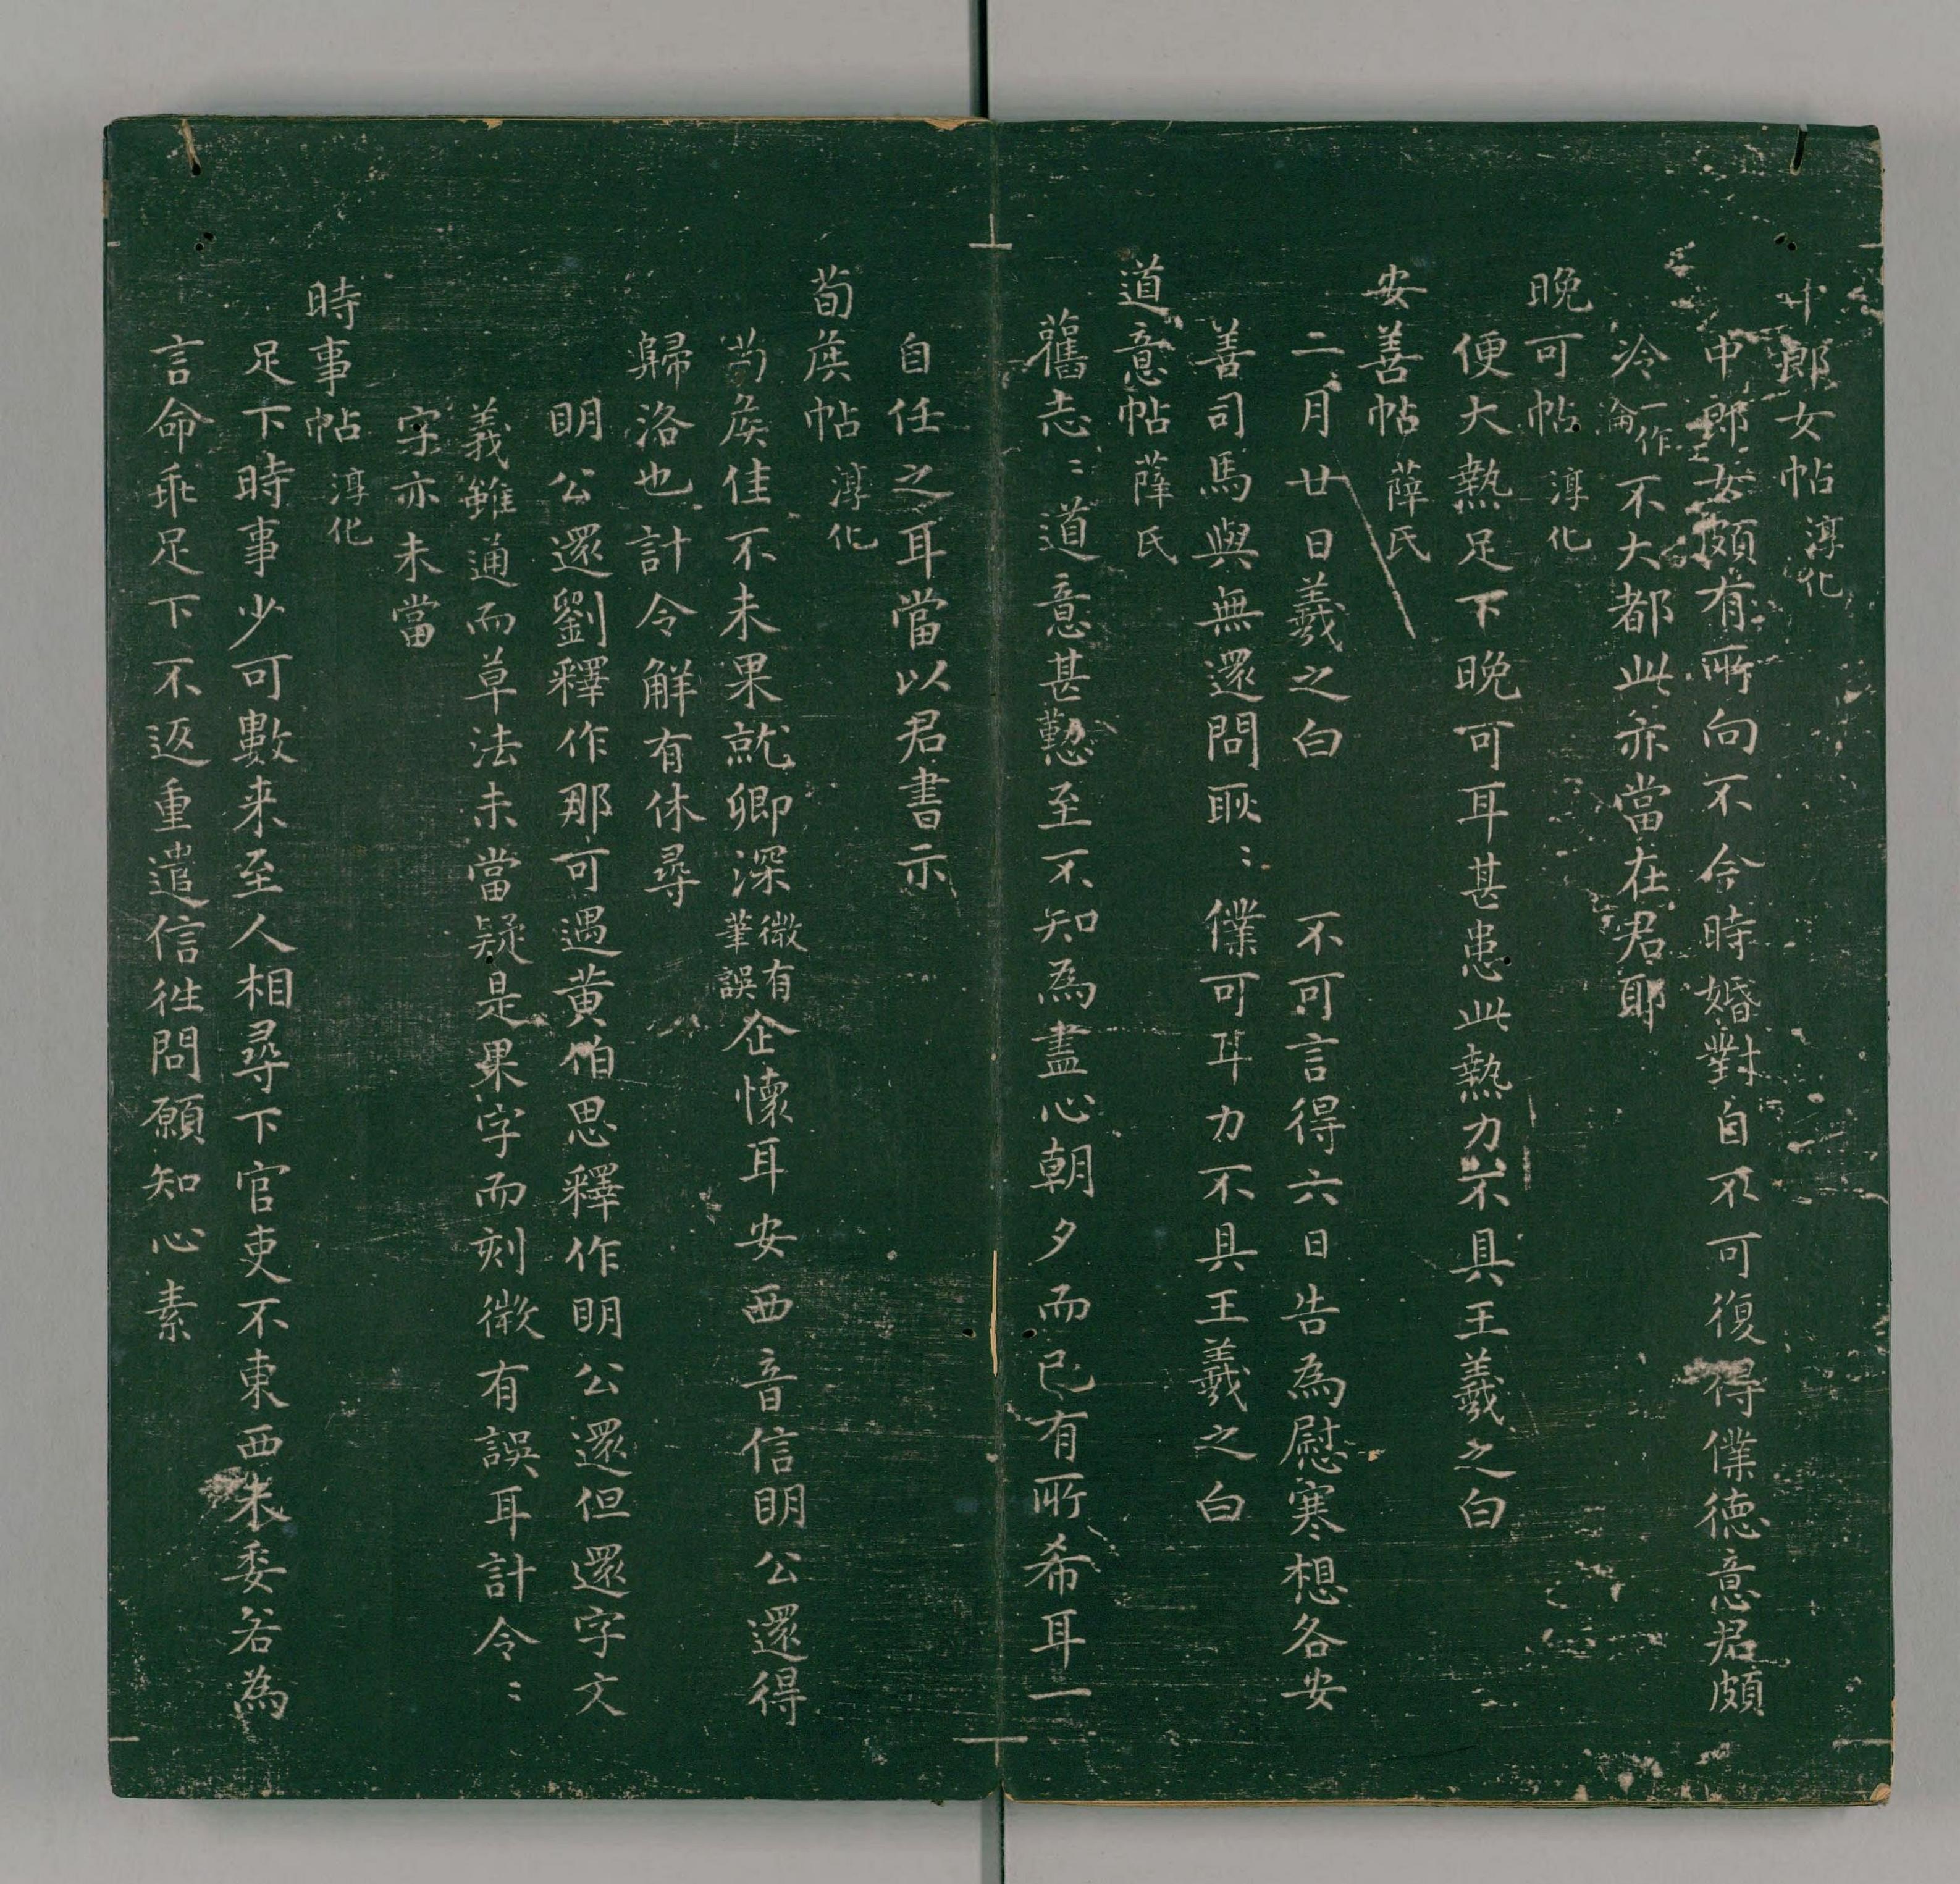 中郎女帖 淳化
中郎女頗有所向不今時婚對自不可復得僕德意君頗
冷一作侖不大都此亦當在君耶
晚可帖 淳化
便大熱足下晚可耳甚患此熱力不具王羲之白
安善帖 薛氏
二月廿日羲之白 不可言得六日告為慰寒想各安
善司馬與無還問耿〻僕可耳力不具王羲之白
道意帖 薛氏
舊志〻道意甚懃至不知為盡心朝夕而已有所希耳一
自任之耳當以君書示
荀侯帖 淳化
荀侯佳不未果就卿深微有筆誤企懷耳安西音信明公還得
歸洛也計令解有休尋
明公還劉釋作那可遇黃伯思釋作明公還但還字文
義雖通而草法未當疑是果字而刻微有誤耳計令〻
字亦未當
時事帖 淳化
足下時事少可數来至人相尋下官吏不東西未委若為
言命乖足下不返重遣信往問願知心素